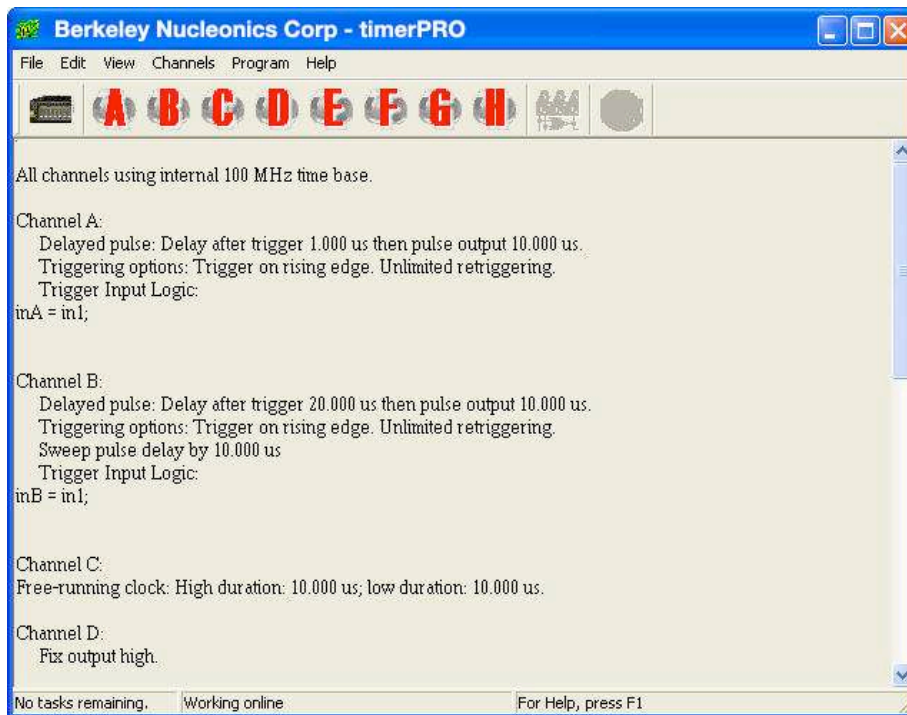 Berkeley Nucleonics Corp - timerPRO
File Edit View Channels Program Help
A B C D E F G H
All channels using internal 100 MHz time base.
Channel A:
Delayed pulse: Delay after trigger 1.000 us then pulse output 10.000 us.
Triggering options: Trigger on rising edge. Unlimited retriggering.
Trigger Input Logic:
inA = in1;
Channel B:
Delayed pulse: Delay after trigger 20.000 us then pulse output 10.000 us.
Triggering options: Trigger on rising edge. Unlimited retriggering.
Sweep pulse delay by 10.000 us
Trigger Input Logic:
inB = in1;
Channel C:
Free-running clock: High duration: 10.000 us; low duration: 10.000 us.
Channel D:
Fix output high.
No tasks remaining. Working online For Help, press F1